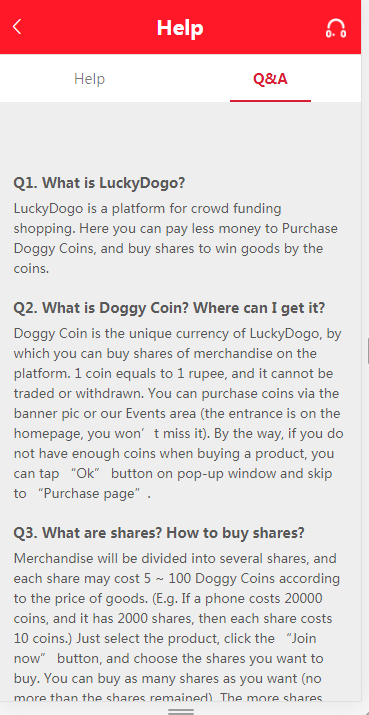 Help
Help Q&A
Q1. What is LuckyDogo?
LuckyDogo is a platform for crowd funding
shopping. Here you can pay less money to Purchase
Doggy Coins, and buy shares to win goods by the
coins.
Q2. What is Doggy Coin? Where can I get it?
Doggy Coin is the unique currency of LuckyDogo, by
which you can buy shares of merchandise on the
platform. 1 coin equals to 1 rupee, and it cannot be
traded or withdrawn. You can purchase coins via the
banner pic or our Events area (the entrance is on the
homepage, you won’t miss it). By the way, if you do
not have enough coins when buying a product, you
can tap “Ok” button on pop-up window and skip
to “Purchase page”.
Q3. What are shares? How to buy shares?
Merchandise will be divided into several shares, and
each share may cost 5 ~ 100 Doggy Coins according
to the price of goods. (E.g. If a phone costs 20000
coins, and it has 2000 shares, then each share costs
10 coins.) Just select the product, click the “Join
now” button, and choose the shares you want to
buy. You can buy as many shares as you want (no
more than the shares remained). The more shares